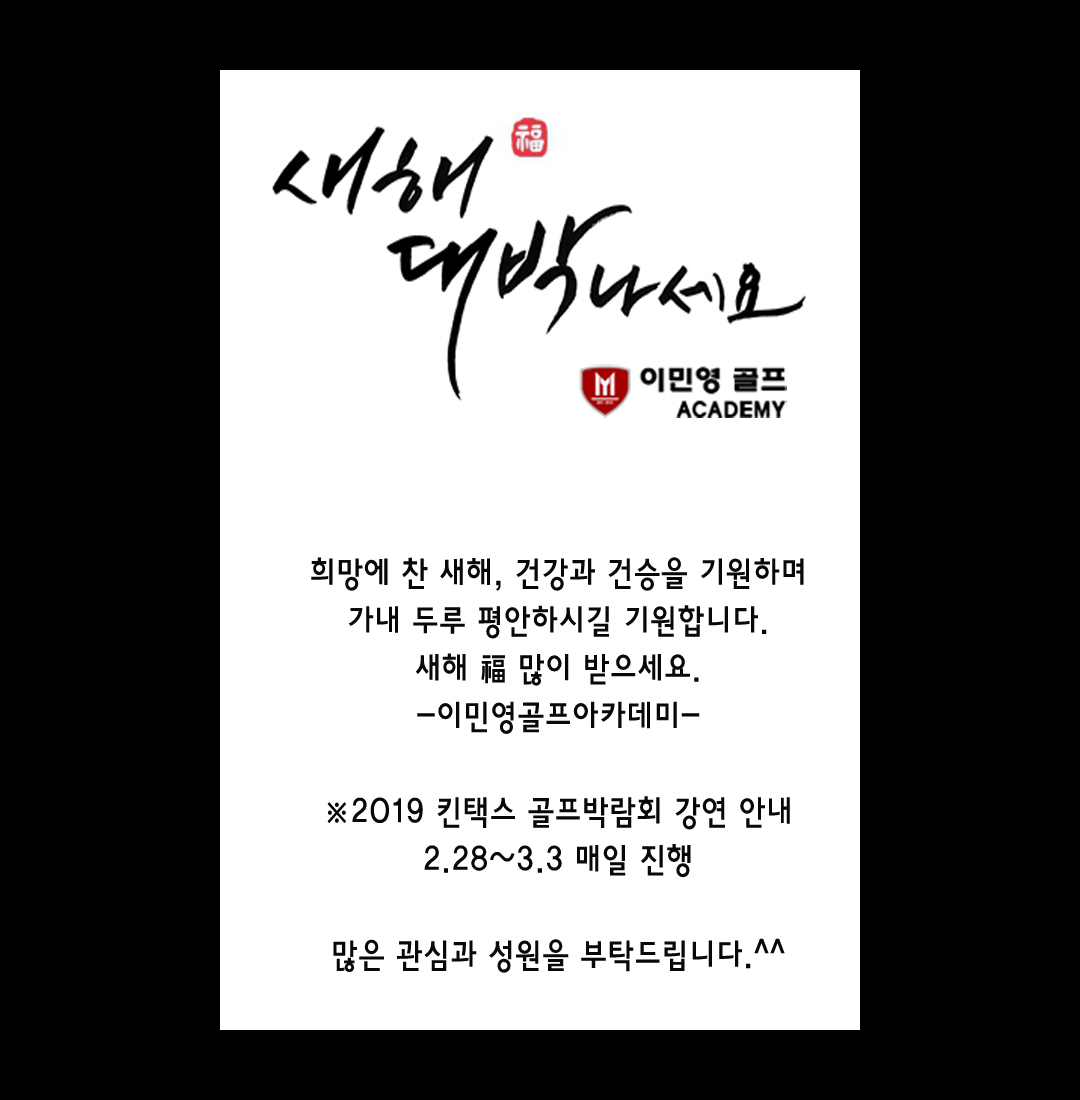 새해 福
대박나세요
이민영 골프
ACADEMY
희망에 찬 새해, 건강과 건승을 기원하며
가내 두루 평안하시길 기원합니다.
새해 福 많이 받으세요.
-이민영골프아카데미-
※2019 킨택스 골프박람회 강연 안내
2.28~3.3 매일 진행
많은 관심과 성원을 부탁드립니다.^^